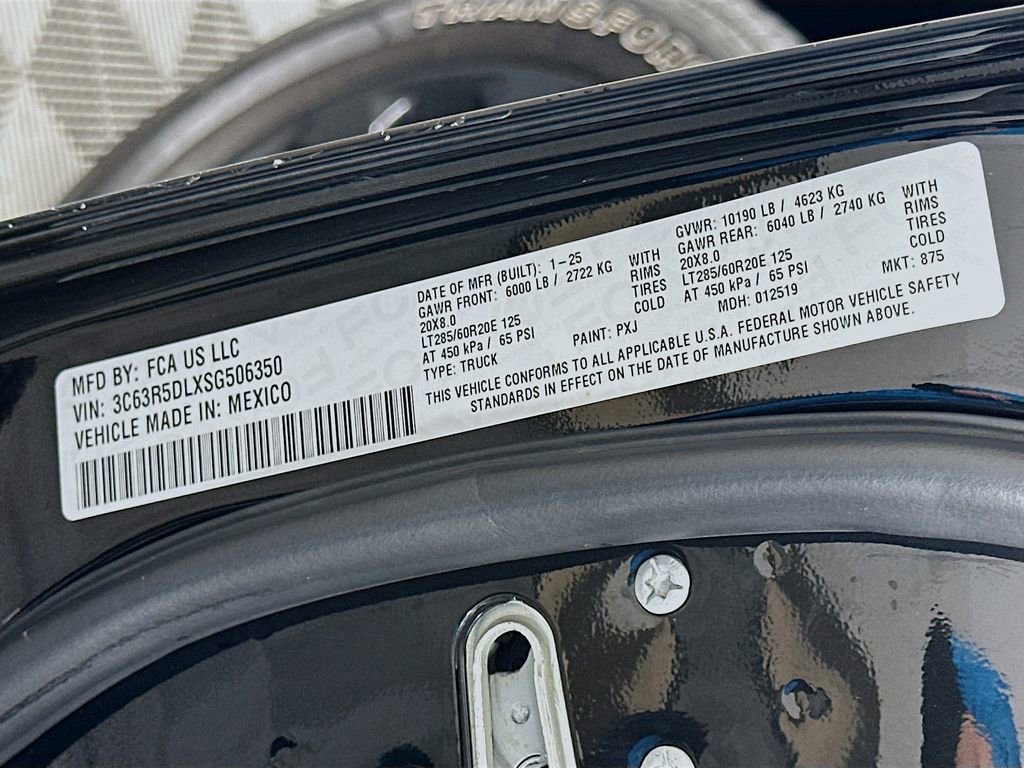 TRANSFOR
MFD BY: FCA US LLC
VIN: 3C63R5DLXSG506350
VEHICLE MADE IN: MEXICO
DATE OF MFR (BUILT): 1-25
GAWR FRONT: 6000 LB / 2722 KG WITH
20X8.0 RIMS
LT285/60R20E 125 TIRES
AT 450 kPa / 65 PSI COLD
TYPE: TRUCK PAINT: PXJ
GVWR: 10190 LB / 4623 KG
GAWR REAR: 6040 LB / 2740 KG WITH
20X8.0 RIMS
LT285/60R20E 125 TIRES
AT 450 kPa / 65 PSI COLD
MDH: 012519 MKT: 875
THIS VEHICLE CONFORMS TO ALL APPLICABLE U.S.A. FEDERAL MOTOR VEHICLE SAFETY
STANDARDS IN EFFECT ON THE DATE OF MANUFACTURE SHOWN ABOVE.